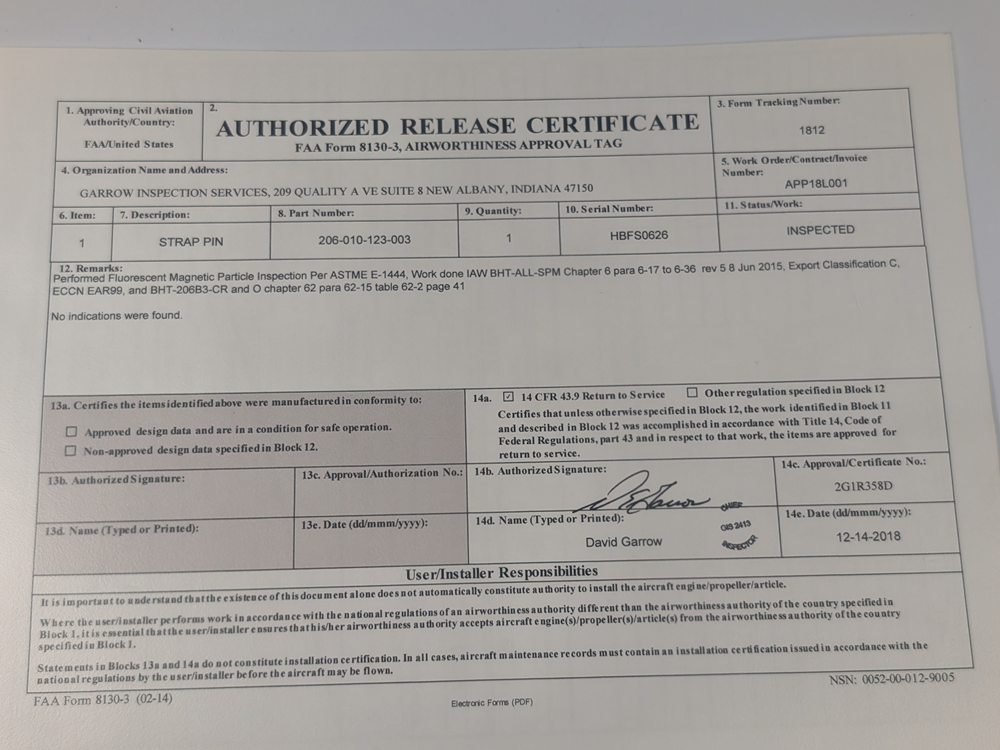 1. Approving Civil Aviation
Authority/Country:
FAA/United States
2.
AUTHORIZED RELEASE CERTIFICATE
FAA Form 8130-3, AIRWORTHINESS APPROVAL TAG
3. Form Tracking Number:
1812
4. Organization Name and Address:
GARROW INSPECTION SERVICES, 209 QUALITY A VE SUITE 8 NEW ALBANY, INDIANA 47150
5. Work Order/Contract/Invoice
Number:
APP18L001
6. Item:
1
7. Description:
STRAP PIN
8. Part Number:
206-010-123-003
9. Quantity:
1
10. Serial Number:
HBFS0626
11. Status/Work:
INSPECTED
12. Remarks:
Performed Fluorescent Magnetic Particle Inspection Per ASTME E-1444, Work done IAW BHT-ALL-SPM Chapter 6 para 6-17 to 6-36 rev 5 8 Jun 2015, Export Classification C,
ECCN EAR99, and BHT-206B3-CR and O chapter 62 para 62-15 table 62-2 page 41
No indications were found.
13a. Certifies the items identified above were manufactured in conformity to:
Approved design data and are in a condition for safe operation.
Non-approved design data specified in Block 12.
14a. 14 CFR 43.9 Return to Service Other regulation specified in Block 12
Certifies that unless otherwise specified in Block 12, the work identified in Block 11
and described in Block 12 was accomplished in accordance with Title 14, Code of
Federal Regulations, part 43 and in respect to that work, the items are approved for
return to service.
13b. Authorized Signature:
13c. Approval/Authorization No.:
14b. Authorized Signature:
14c. Approval/Certificate No.:
2G1R358D
13d. Name (Typed or Printed):
13e. Date (dd/mmm/yyyy):
14d. Name (Typed or Printed):
David Garrow
GIS 2413
INSPECTOR
14e. Date (dd/mmm/yyyy):
12-14-2018
User/Installer Responsibilities
It is important to understand that the existence of this document alone does not automatically constitute authority to install the aircraft engine/propeller/article.
Where the user/installer performs work in accordance with the national regulations of an airworthiness authority different than the airworthiness authority of the country specified in
Block 1, it is essential that the user/installer ensures that his/her airworthiness authority accepts aircraft engine(s)/propeller(s)/article(s) from the airworthiness authority of the country
specified in Block 1.
Statements in Blocks 13a and 14a do not constitute installation certification. In all cases, aircraft maintenance records must contain an installation certification issued in accordance with the
national regulations by the user/installer before the aircraft may be flown.
FAA Form 8130-3 (02-14)
Electronic Forms (PDF)
NSN: 0052-00-012-9005